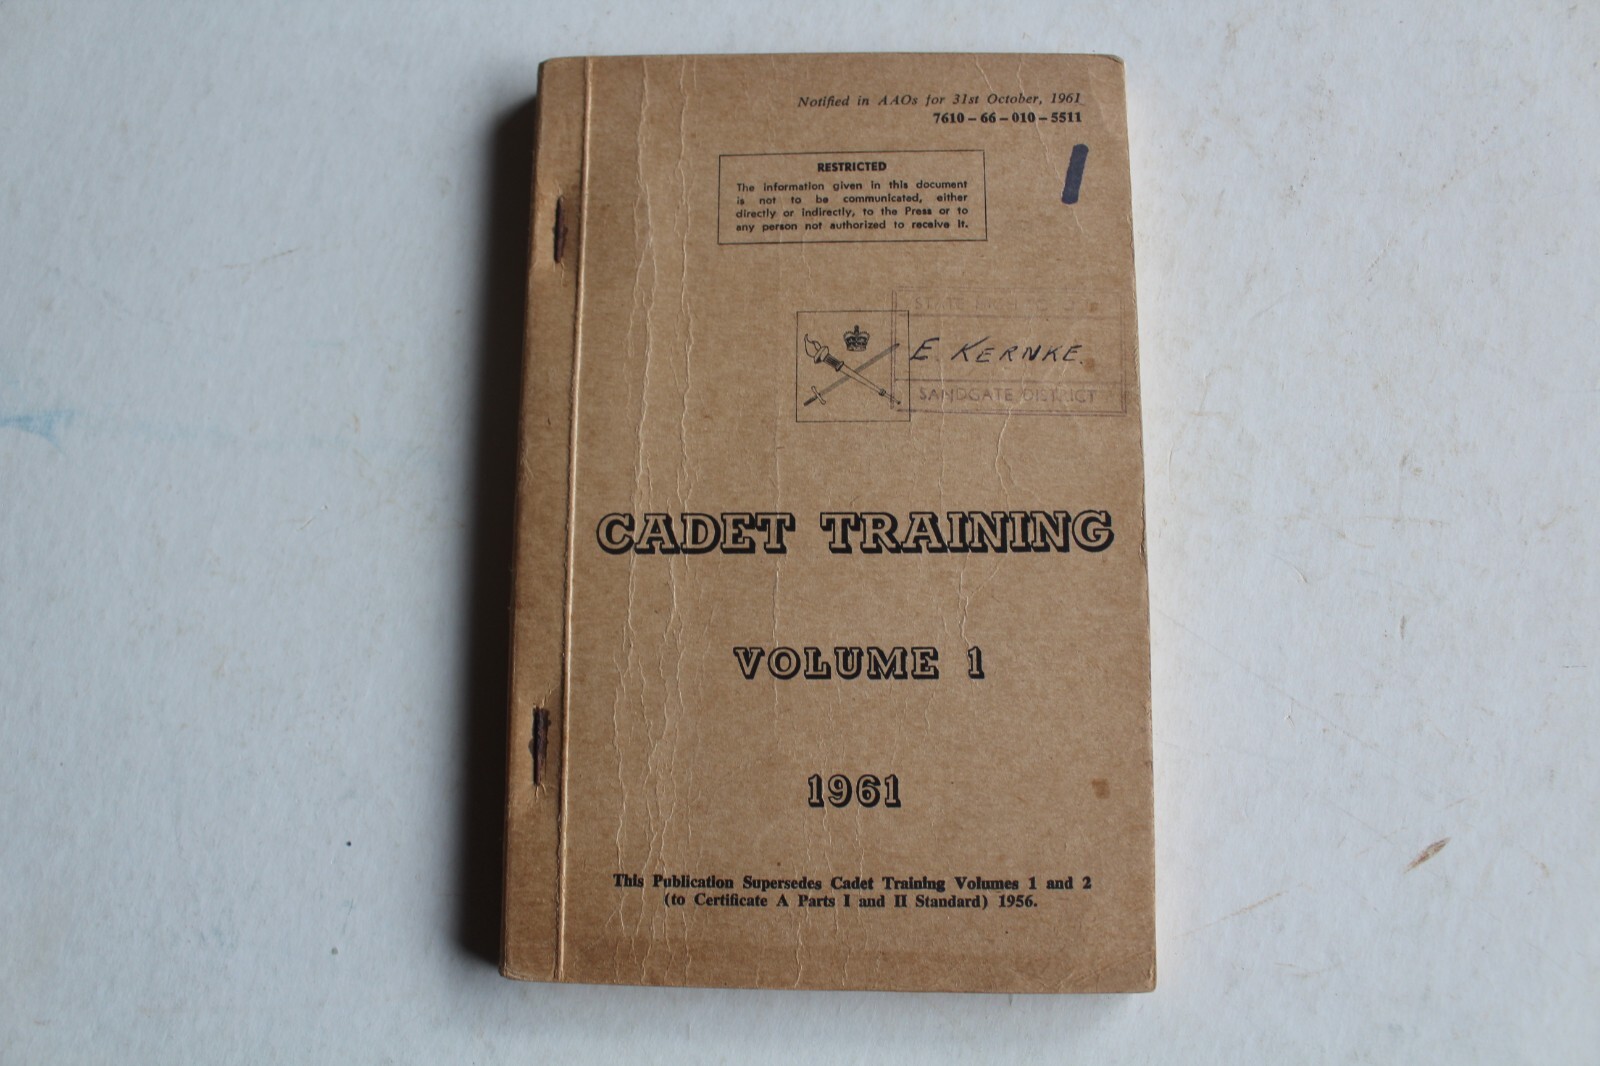 Notified in AAOs for 31st October, 1961
7610-66-010-5511
RESTRICTED
The information given in this document
is not to be communicated, either
directly or indirectly, to the Press or to
any person not authorized to receive it.
STATE HIGH
E. KERNKE.
SANDGATE DISTRICT
CADET TRAINING
VOLUME 1
1961
This Publication Supersedes Cadet Training Volumes 1 and 2
(to Certificate A Parts I and II Standard) 1956.